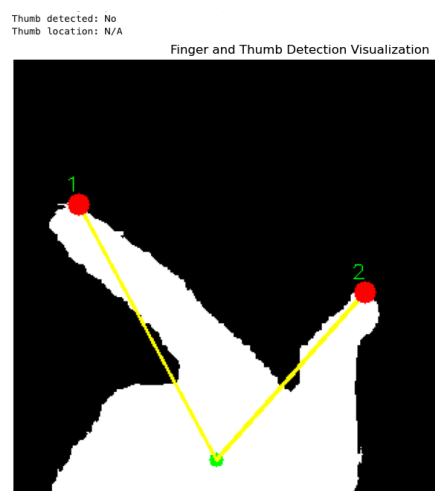 Thumb detected: No
Thumb location: N/A
Finger and Thumb Detection Visualization
1
2